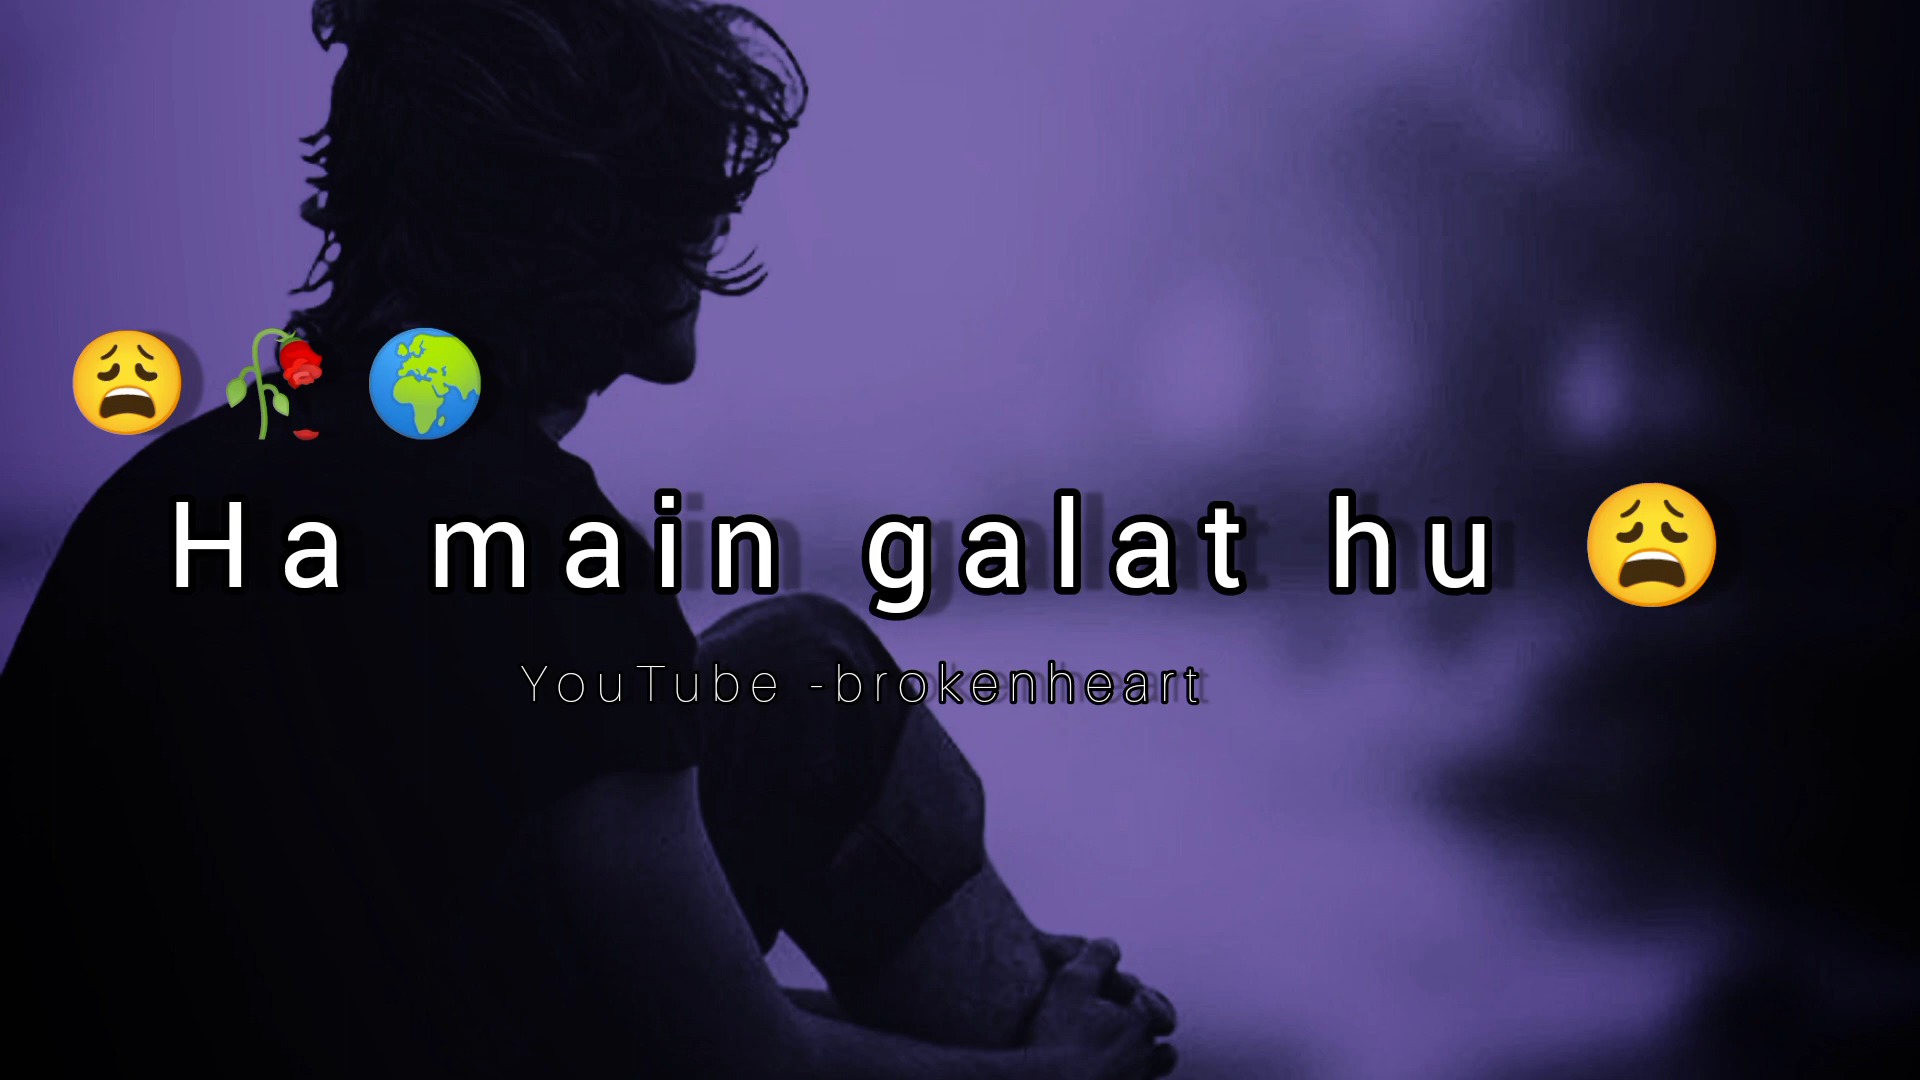 😩 🥀 🌍
Ha main galat hu 😩
YouTube -brokenheart